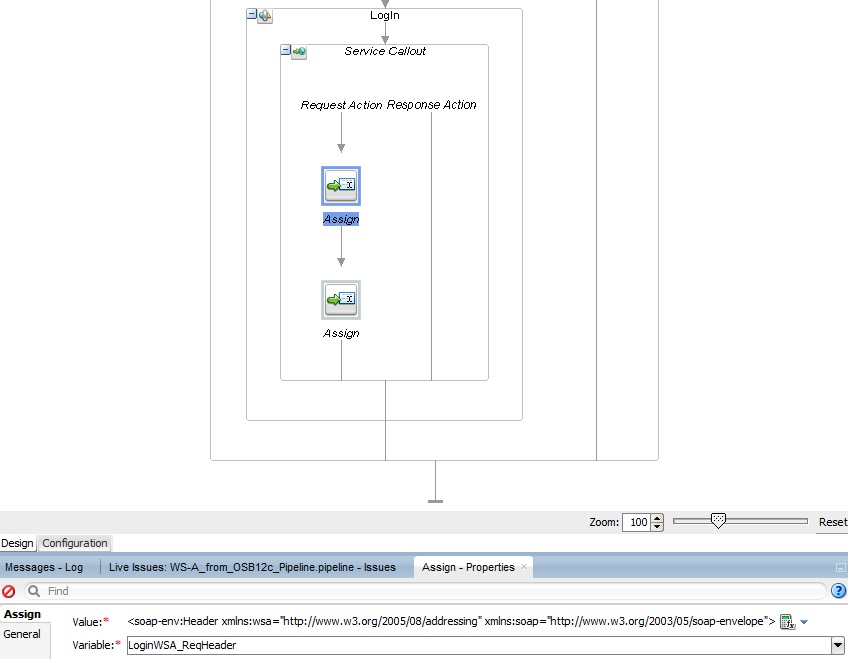 LogIn
Service Callout
Request Action Response Action
Assign
Assign
Zoom: 100 Reset
Design Configuration
Messages - Log Live Issues: WS-A_from_OSB12c_Pipeline.pipeline - Issues Assign - Properties
Find
Assign
General
Value:* <soap-env:Header xmlns:wsa="http://www.w3.org/2005/08/addressing" xmlns:soap="http://www.w3.org/2003/05/soap-envelope">
Variable:* LoginWSA_ReqHeader